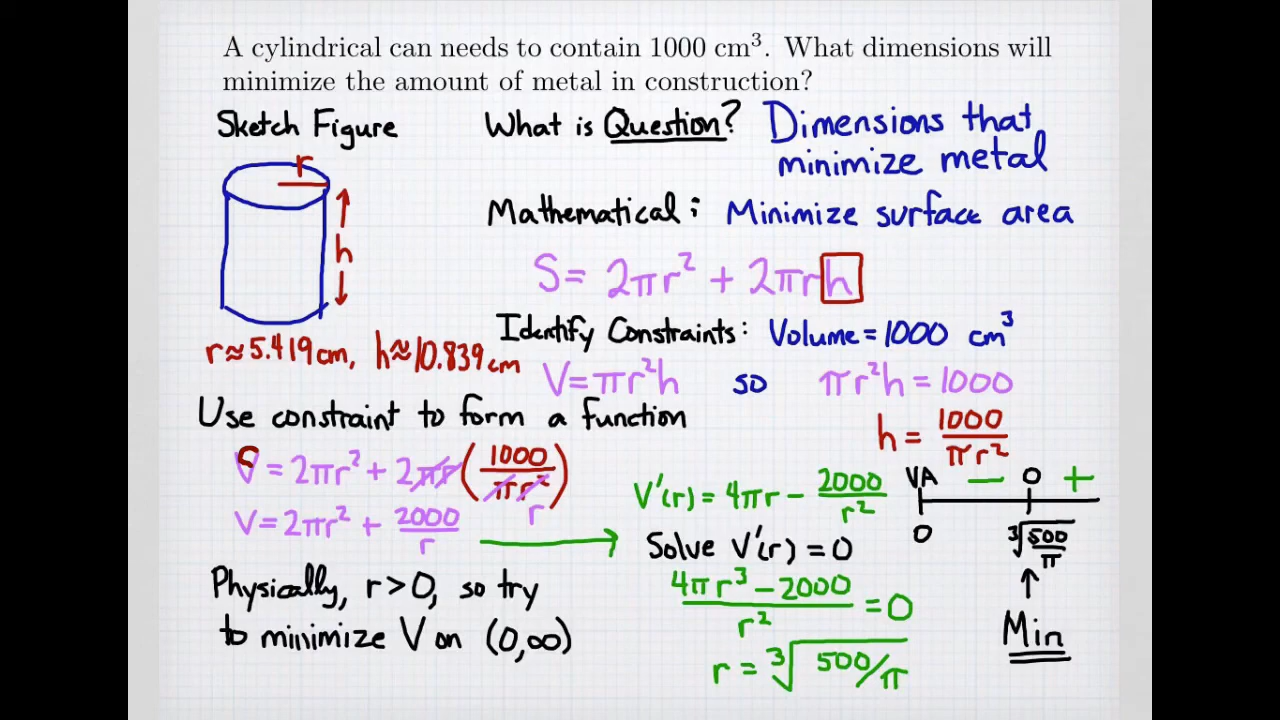 A cylindrical can needs to contain 1000 cm³. What dimensions will
minimize the amount of metal in construction?
Sketch Figure
r
h
r≈5.419cm, h≈10.839cm
What is Question? Dimensions that
minimize metal
Mathematical: Minimize surface area
S = 2πr² + 2πrh
Identify Constraints: Volume = 1000 cm³
V = πr²h so πr²h = 1000
h = 1000/πr²
Use constraint to form a function
S = 2πr² + 2πr(1000/πr²)
r
V = 2πr² + 2000/r
Physically, r > 0, so try
to minimize V on (0,∞)
V'(r) = 4πr − 2000/r²
Solve V'(r) = 0
4πr³ − 2000/r² = 0
r = ³√500/π
VA − 0 +
0 ³√500/π
↑
Min